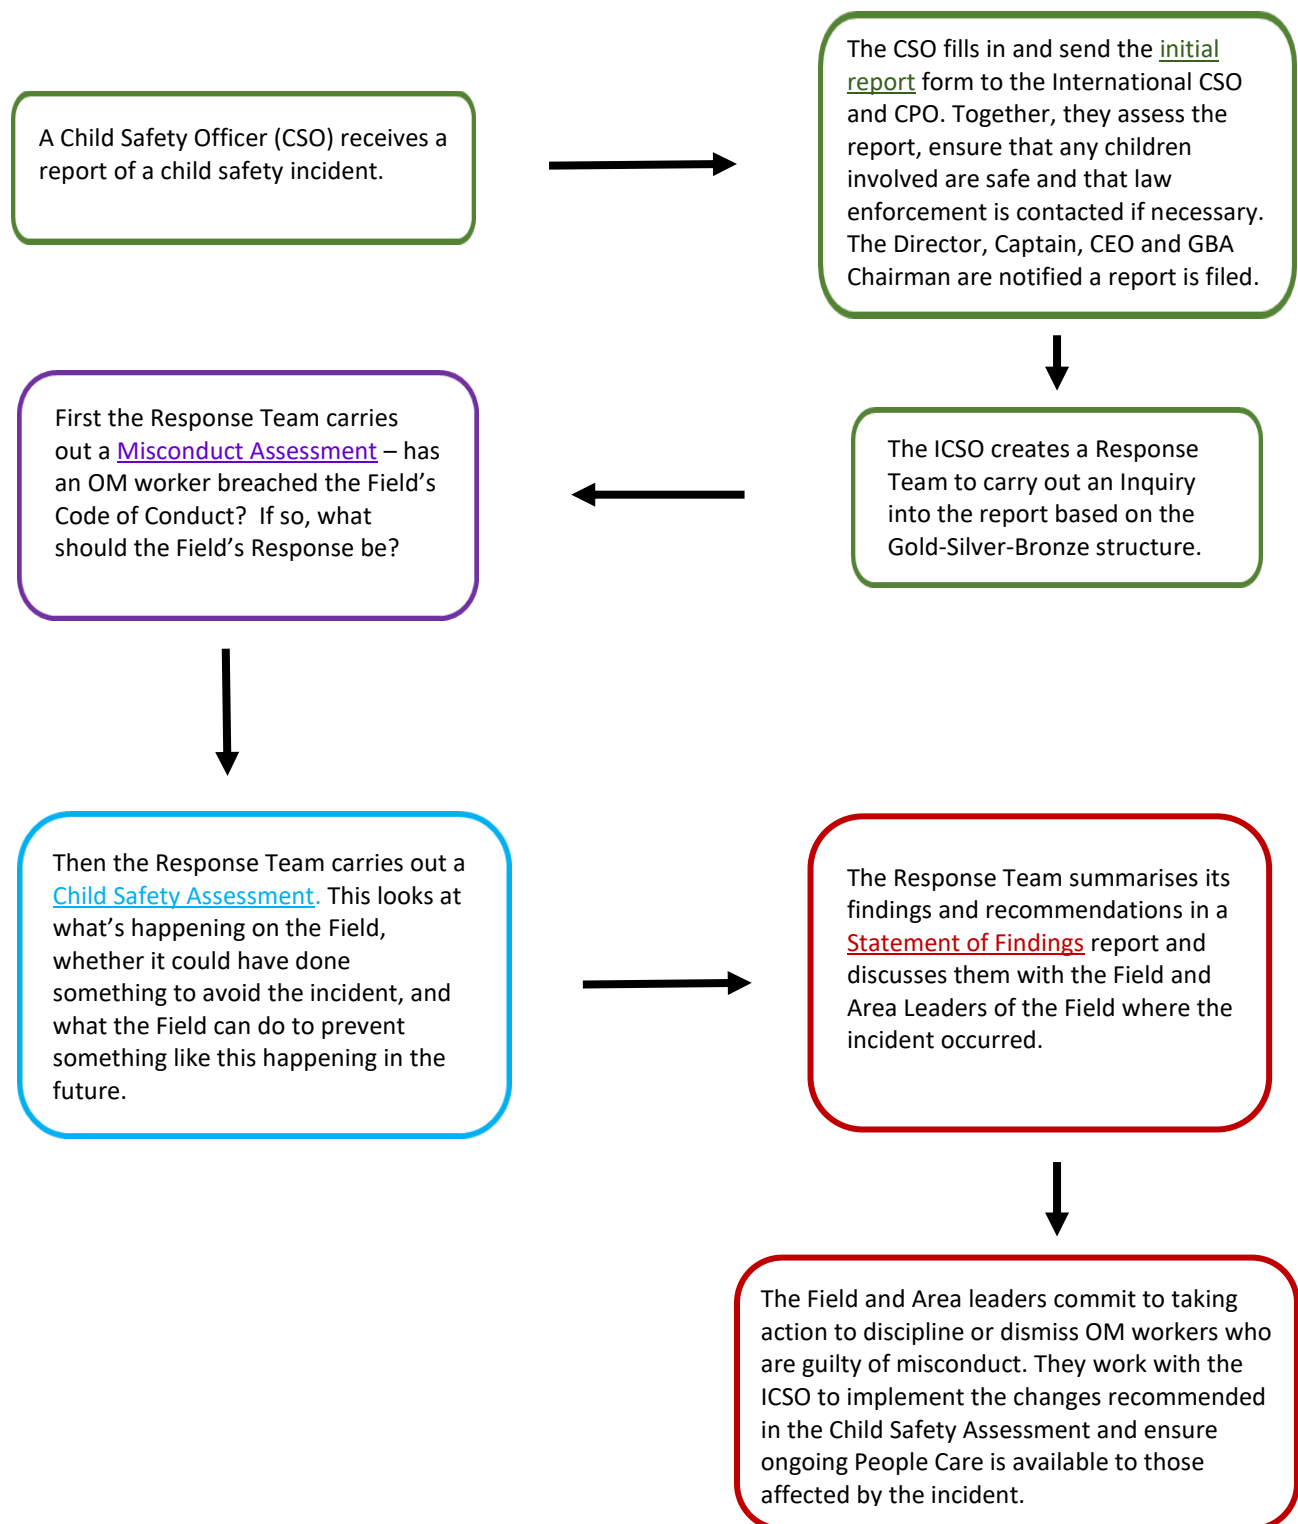 A Child Safety Officer (CSO) receives a
report of a child safety incident.
The CSO fills in and send the initial
report form to the International CSO
and CPO. Together, they assess the
report, ensure that any children
involved are safe and that law
enforcement is contacted if necessary.
The Director, Captain, CEO and GBA
Chairman are notified a report is filed.
The ICSO creates a Response
Team to carry out an Inquiry
into the report based on the
Gold-Silver-Bronze structure.
First the Response Team carries
out a Misconduct Assessment – has
an OM worker breached the Field’s
Code of Conduct?  If so, what
should the Field’s Response be?
Then the Response Team carries out a
Child Safety Assessment. This looks at
what’s happening on the Field,
whether it could have done
something to avoid the incident, and
what the Field can do to prevent
something like this happening in the
future.
The Response Team summarises its
findings and recommendations in a
Statement of Findings report and
discusses them with the Field and
Area Leaders of the Field where the
incident occurred.
The Field and Area leaders commit to taking
action to discipline or dismiss OM workers who
are guilty of misconduct. They work with the
ICSO to implement the changes recommended
in the Child Safety Assessment and ensure
ongoing People Care is available to those
affected by the incident.